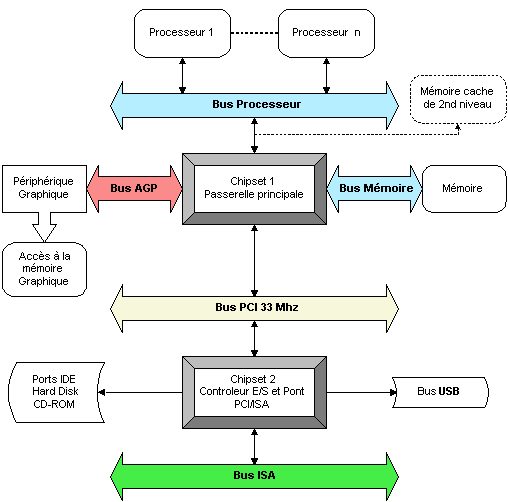 Processeur 1
Processeur n
Bus Processeur
Mémoire cache
de 2nd niveau
Périphérique
Graphique
Bus AGP
Chipset 1
Passerelle principale
Bus Mémoire
Mémoire
Accès à la
mémoire
Graphique
Bus PCI 33 Mhz
Ports IDE
Hard Disk
CD-ROM
Chipset 2
Controleur E/S et Pont
PCI/ISA
Bus USB
Bus ISA